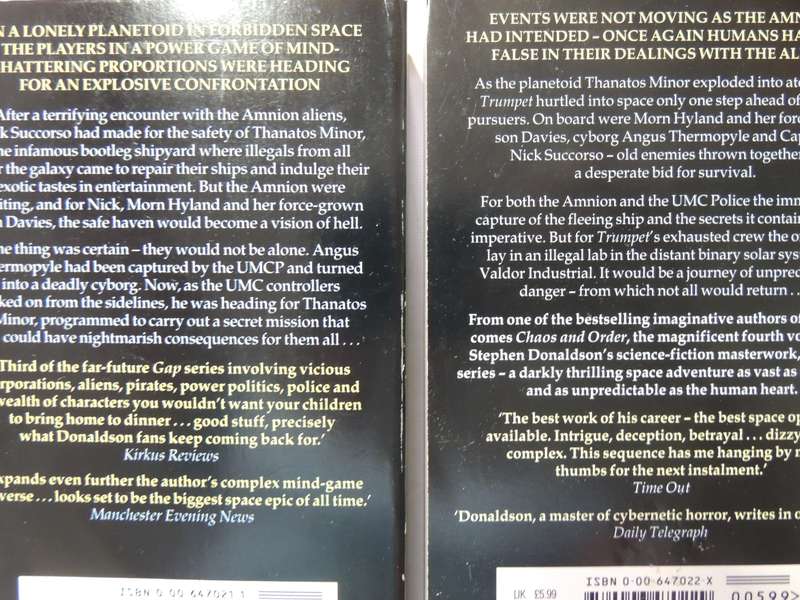 N A LONELY PLANETOID IN FORBIDDEN SPACE
THE PLAYERS IN A POWER GAME OF MIND-
HATTERING PROPORTIONS WERE HEADING
FOR AN EXPLOSIVE CONFRONTATION
After a terrifying encounter with the Amnion aliens,
k Succorso had made for the safety of Thanatos Minor,
he infamous bootleg shipyard where illegals from all
r the galaxy came to repair their ships and indulge their
exotic tastes in entertainment. But the Amnion were
iting, and for Nick, Morn Hyland and her force-grown
n Davies, the safe haven would become a vision of hell.
ne thing was certain – they would not be alone. Angus
ermopyle had been captured by the UMCP and turned
into a deadly cyborg. Now, as the UMC controllers
ked on from the sidelines, he was heading for Thanatos
Minor, programmed to carry out a secret mission that
could have nightmarish consequences for them all . . .
Third of the far-future Gap series involving vicious
rporations, aliens, pirates, power politics, police and
wealth of characters you wouldn't want your children
to bring home to dinner . . . good stuff, precisely
what Donaldson fans keep coming back for.'
Kirkus Reviews
xpands even further the author's complex mind-game
verse . . . looks set to be the biggest space epic of all time.'
Manchester Evening News
ISBN 0-00-647021-1
EVENTS WERE NOT MOVING AS THE AMN
HAD INTENDED – ONCE AGAIN HUMANS HA
FALSE IN THEIR DEALINGS WITH THE AL
As the planetoid Thanatos Minor exploded into ato
Trumpet hurtled into space only one step ahead of
pursuers. On board were Morn Hyland and her forc
son Davies, cyborg Angus Thermopyle and Cap
Nick Succorso – old enemies thrown together
a desperate bid for survival.
For both the Amnion and the UMC Police the imm
capture of the fleeing ship and the secrets it contain
imperative. But for Trumpet's exhausted crew the o
lay in an illegal lab in the distant binary solar sys
Valdor Industrial. It would be a journey of unpred
danger – from which not all would return . .
From one of the bestselling imaginative authors of
comes Chaos and Order, the magnificent fourth vo
Stephen Donaldson's science-fiction masterwork,
series – a darkly thrilling space adventure as vast as
and as unpredictable as the human heart.
'The best work of his career – the best space op
available. Intrigue, deception, betrayal . . . dizzy
complex. This sequence has me hanging by m
thumbs for the next instalment.'
Time Out
'Donaldson, a master of cybernetic horror, writes in o
Daily Telegraph
UK £5.99
ISBN 0-00-647022-X
00599>